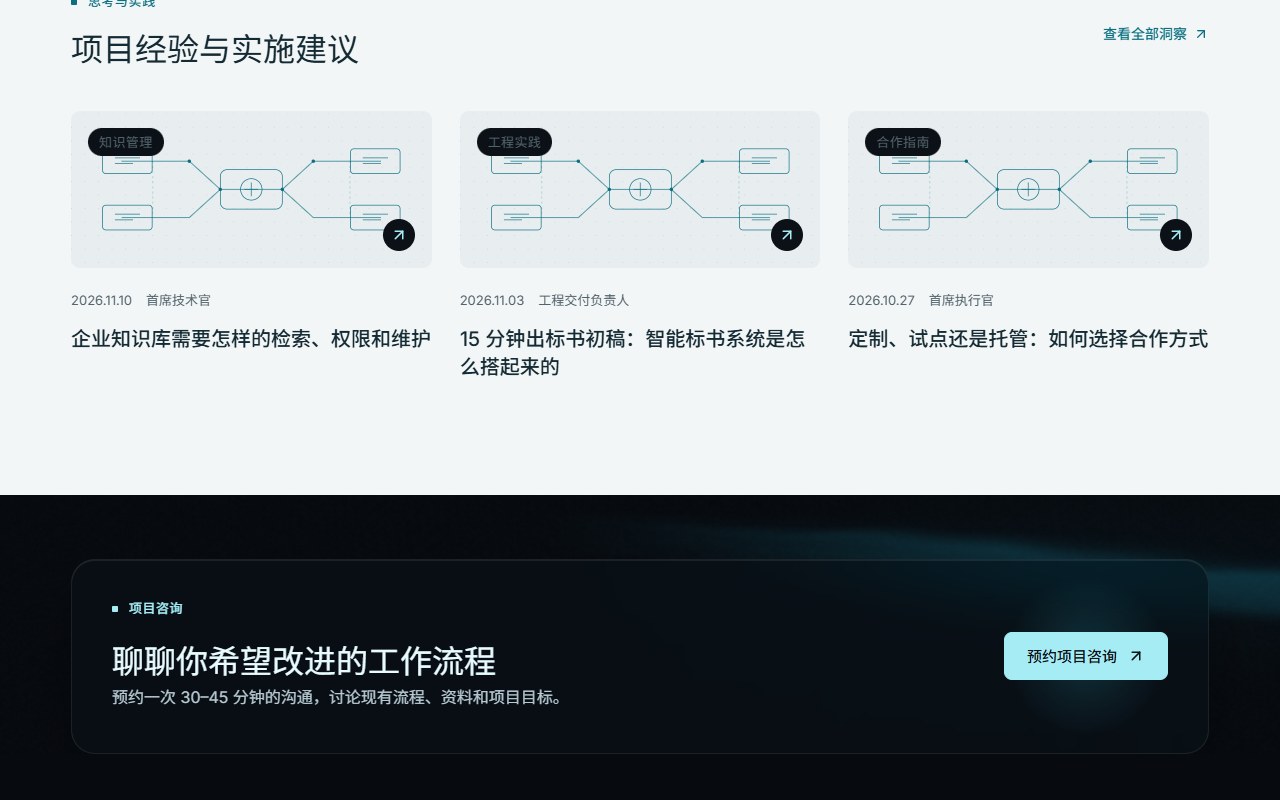 思考与实践
项目经验与实施建议
查看全部洞察
知识管理
2026.11.10 首席技术官
企业知识库需要怎样的检索、权限和维护
工程实践
2026.11.03 工程交付负责人
15 分钟出标书初稿：智能标书系统是怎
么搭起来的
合作指南
2026.10.27 首席执行官
定制、试点还是托管：如何选择合作方式
项目咨询
聊聊你希望改进的工作流程
预约一次 30–45 分钟的沟通，讨论现有流程、资料和项目目标。
预约项目咨询